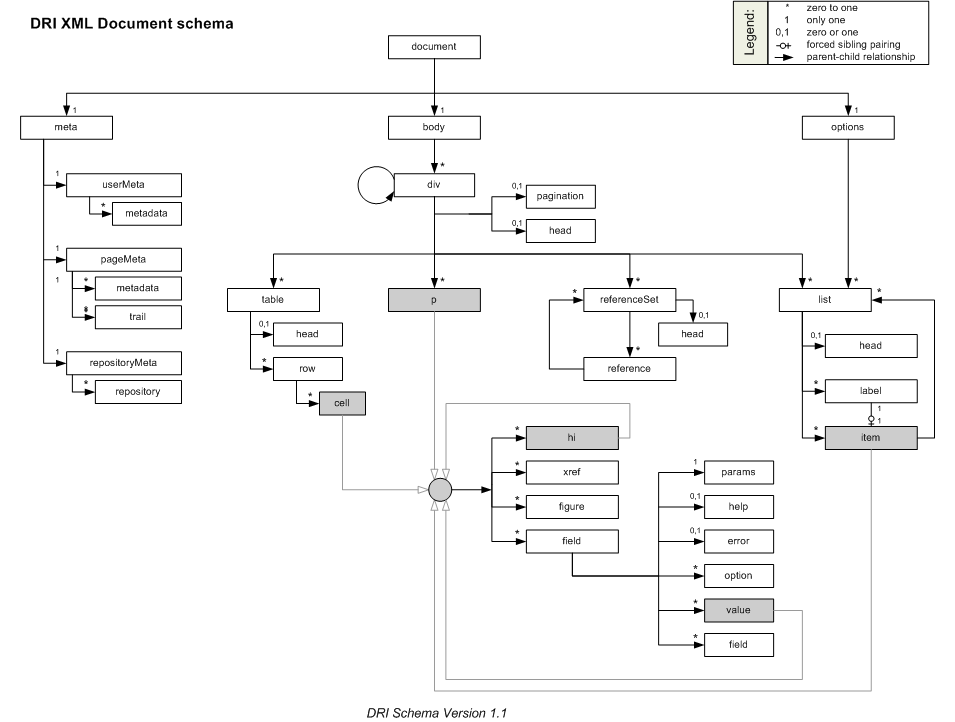 DRI XML Document schema
Legend:
* zero to one
1 only one
0,1 zero or one
forced sibling pairing
parent-child relationship
document
1 1 1
meta body options
1 userMeta
* metadata
* div
0,1 pagination
0,1 head
1 pageMeta
1 * metadata
* trail
1 repositoryMeta
* repository
* * * * *
table p referenceSet list
* *
0,1 head
* row
* cell
0,1 head
* reference
0,1 head
* label
1
1
* item
* hi
* xref
* figure
* field
1 params
0,1 help
0,1 error
* option
* value
* field
DRI Schema Version 1.1